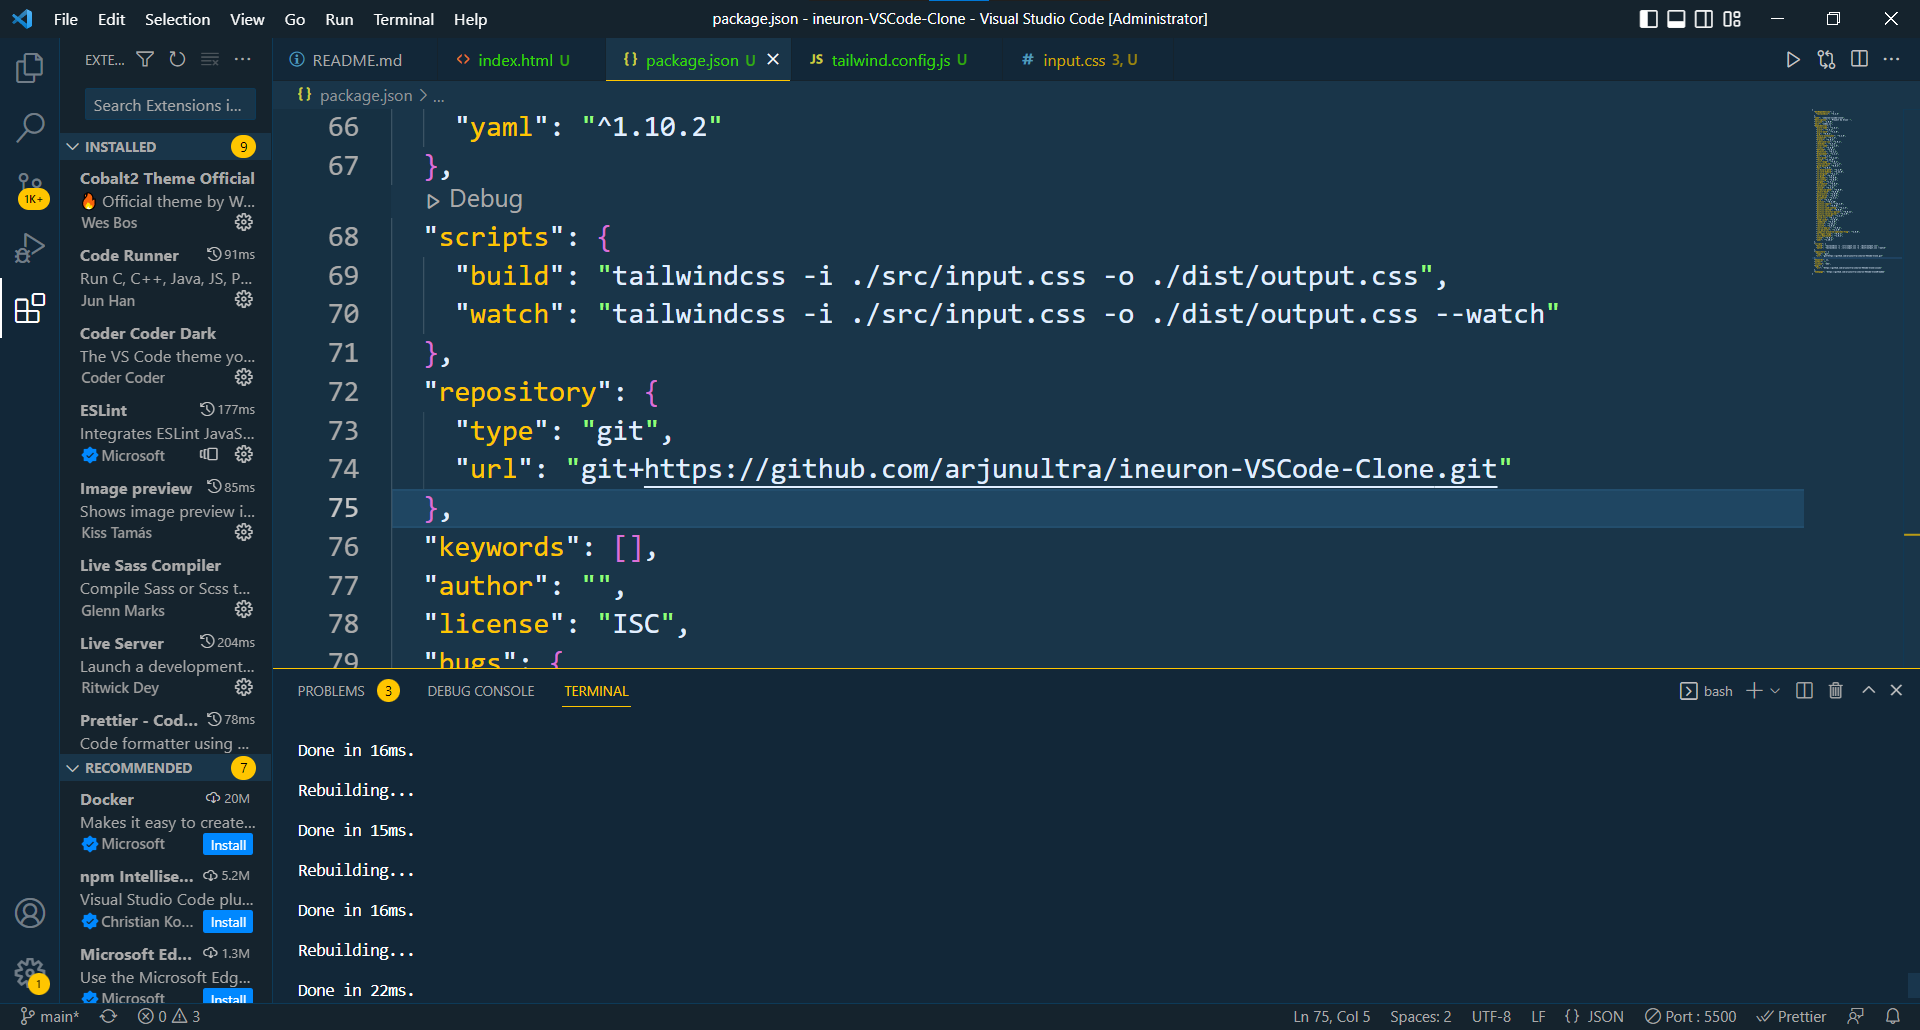 File Edit Selection View Go Run Terminal Help
package.json - ineuron-VSCode-Clone - Visual Studio Code [Administrator]
EXTE...
README.md
index.html U
{} package.json U
JS tailwind.config.js U
# input.css 3, U
Search Extensions i...
{} package.json > ...
INSTALLED 9
1K+
Cobalt2 Theme Official
🔥 Official theme by W...
Wes Bos
Code Runner 91ms
Run C, C++, Java, JS, P...
Jun Han
Coder Coder Dark
The VS Code theme yo...
Coder Coder
ESLint 177ms
Integrates ESLint JavaS...
Microsoft
Image preview 85ms
Shows image preview i...
Kiss Tamás
Live Sass Compiler
Compile Sass or Scss t...
Glenn Marks
Live Server 204ms
Launch a development...
Ritwick Dey
Prettier - Cod... 78ms
Code formatter using ...
RECOMMENDED 7
Docker 20M
Makes it easy to create...
Microsoft Install
npm Intellise... 5.2M
Visual Studio Code plu...
Christian Ko... Install
Microsoft Ed... 1.3M
Use the Microsoft Edg...
Microsoft Install
1
66 "yaml": "^1.10.2"
67 },
Debug
68 "scripts": {
69 "build": "tailwindcss -i ./src/input.css -o ./dist/output.css",
70 "watch": "tailwindcss -i ./src/input.css -o ./dist/output.css --watch"
71 },
72 "repository": {
73 "type": "git",
74 "url": "git+https://github.com/arjunultra/ineuron-VSCode-Clone.git"
75 },
76 "keywords": [],
77 "author": "",
78 "license": "ISC",
79 "bugs": {
PROBLEMS 3 DEBUG CONSOLE TERMINAL
bash
Done in 16ms.
Rebuilding...
Done in 15ms.
Rebuilding...
Done in 16ms.
Rebuilding...
Done in 22ms.
main* 0 3
Ln 75, Col 5 Spaces: 2 UTF-8 LF {} JSON Port : 5500 Prettier